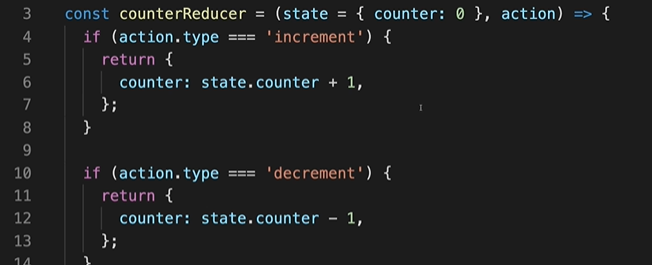 3 const counterReducer = (state = { counter: 0 }, action) => {
4 if (action.type === 'increment') {
5 return {
6 counter: state.counter + 1,
7 };
8 }
9
10 if (action.type === 'decrement') {
11 return {
12 counter: state.counter - 1,
13 };
14 }